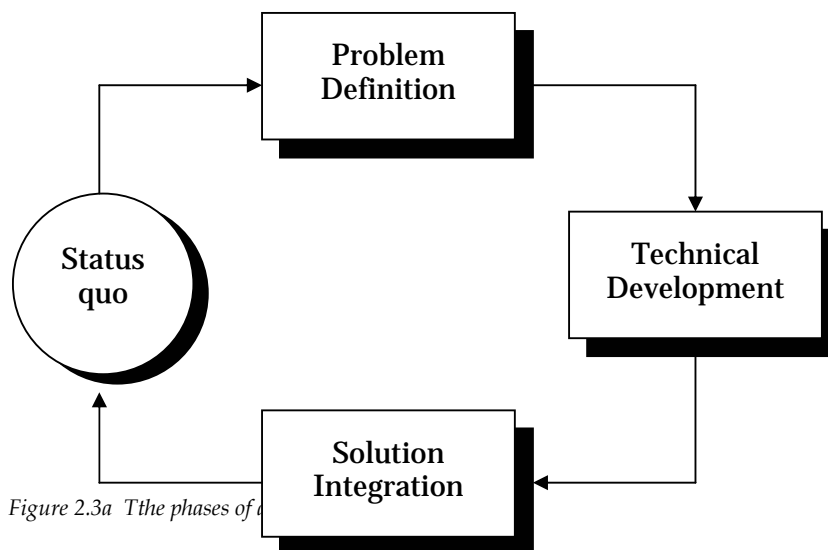 Problem
Definition
Status
quo
Technical
Development
Solution
Integration
Figure 2.3a Tthe phases of